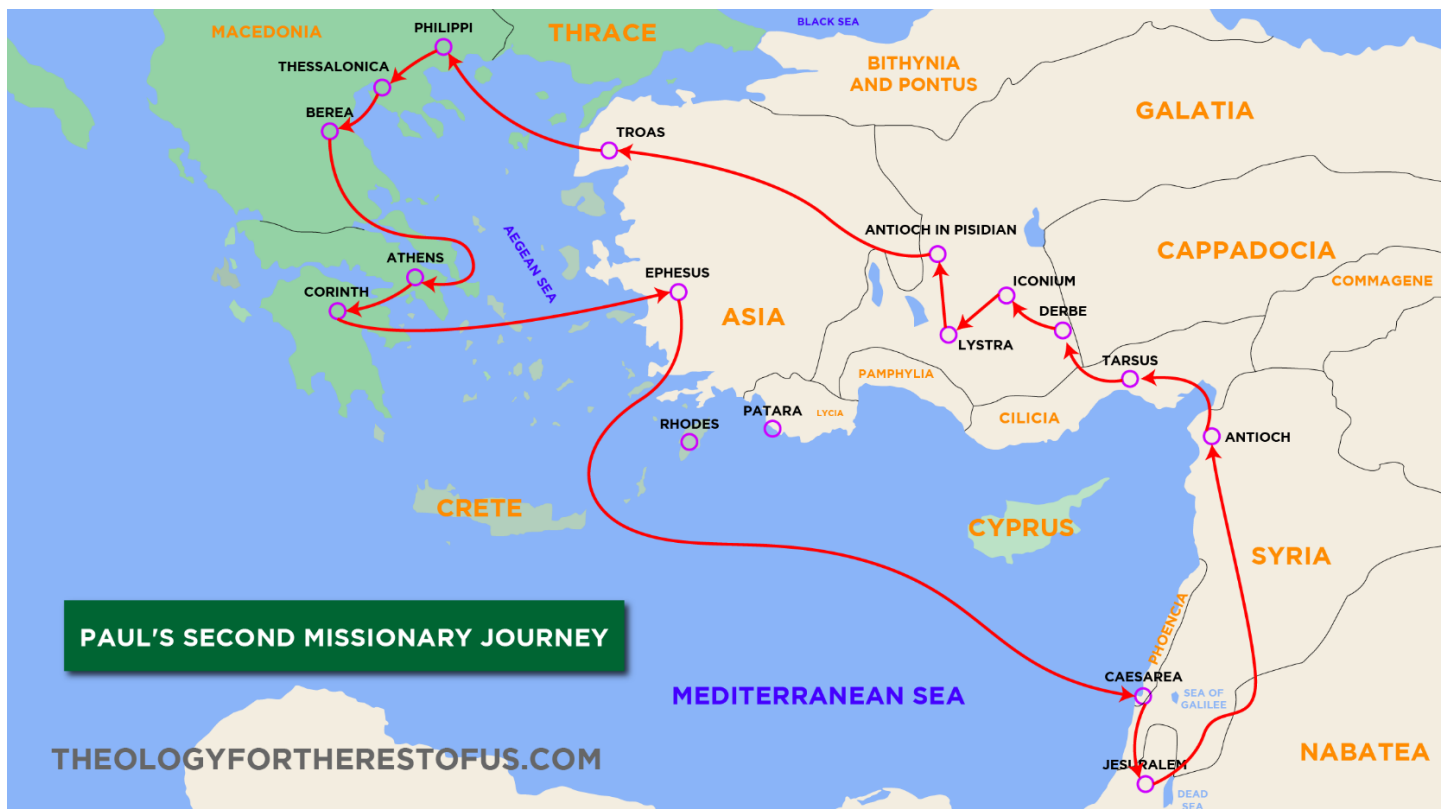 BLACK SEA
MACEDONIA
PHILIPPI
THRACE
THESSALONICA
BITHYNIA
AND PONTUS
GALATIA
BEREA
TROAS
ANTIOCH IN PISIDIAN
CAPPADOCIA
AEGEAN SEA
ATHENS
EPHESUS
ICONIUM
COMMAGENE
CORINTH
ASIA
DERBE
LYSTRA
TARSUS
PAMPHYLIA
PATARA
LYCIA
CILICIA
RHODES
ANTIOCH
CRETE
CYPRUS
SYRIA
PHOENCIA
PAUL'S SECOND MISSIONARY JOURNEY
CAESAREA
MEDITERRANEAN SEA
SEA OF
GALILEE
THEOLOGYFORTHERESTOFUS.COM
NABATEA
JESURALEM
DEAD
SEA